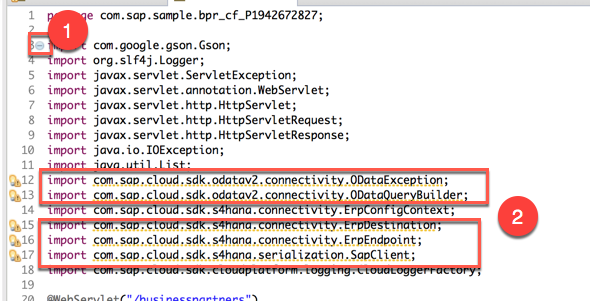 1 package com.sap.sample.bpr_cf_P1942672827;
1
2
3 import com.google.gson.Gson;
4 import org.slf4j.Logger;
5 import javax.servlet.ServletException;
6 import javax.servlet.annotation.WebServlet;
7 import javax.servlet.http.HttpServlet;
8 import javax.servlet.http.HttpServletRequest;
9 import javax.servlet.http.HttpServletResponse;
10 import java.io.IOException;
11 import java.util.List;
12 import com.sap.cloud.sdk.odatav2.connectivity.ODataException;
13 import com.sap.cloud.sdk.odatav2.connectivity.ODataQueryBuilder;
14 import com.sap.cloud.sdk.s4hana.connectivity.ErpConfigContext;
2
15 import com.sap.cloud.sdk.s4hana.connectivity.ErpDestination;
16 import com.sap.cloud.sdk.s4hana.connectivity.ErpEndpoint;
17 import com.sap.cloud.sdk.s4hana.serialization.SapClient;
18 import com.sap.cloud.sdk.cloudplatform.logging.CloudLoggerFactory;
19
20 @WebServlet("/businesspartners")